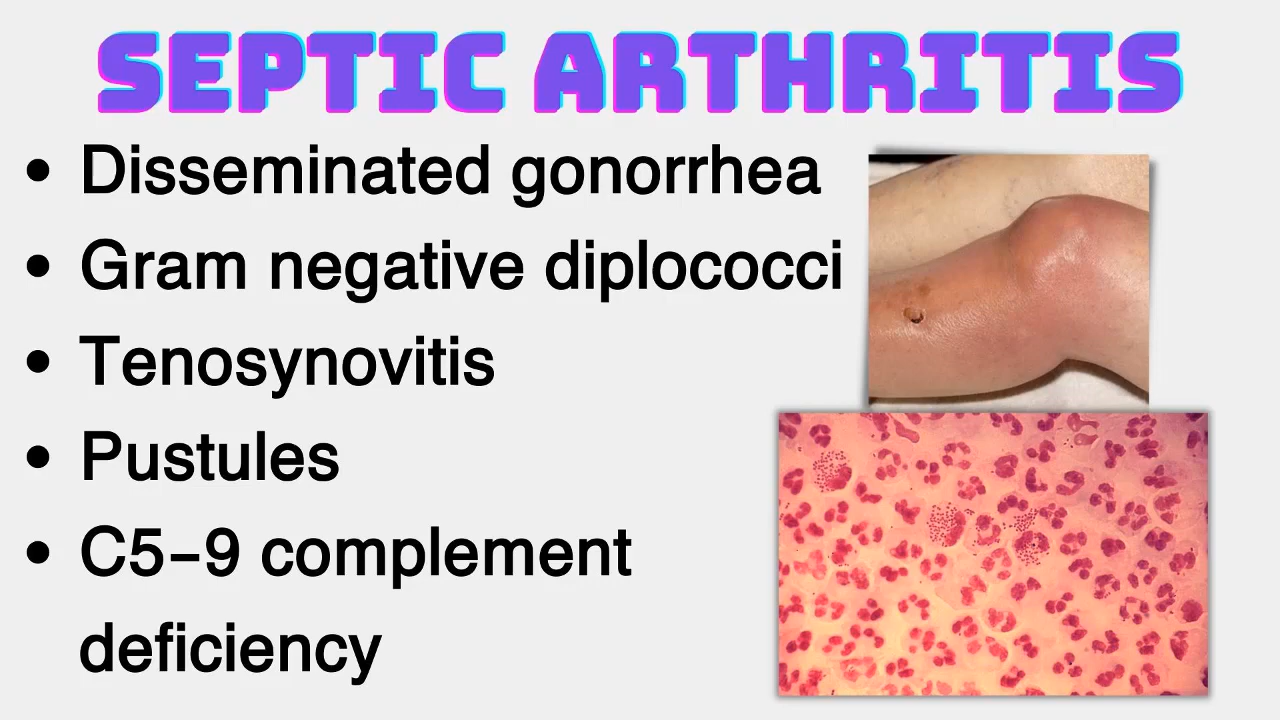 SEPTIC ARTHRITIS
• Disseminated gonorrhea
• Gram negative diplococci
• Tenosynovitis
• Pustules
• C5-9 complement
deficiency